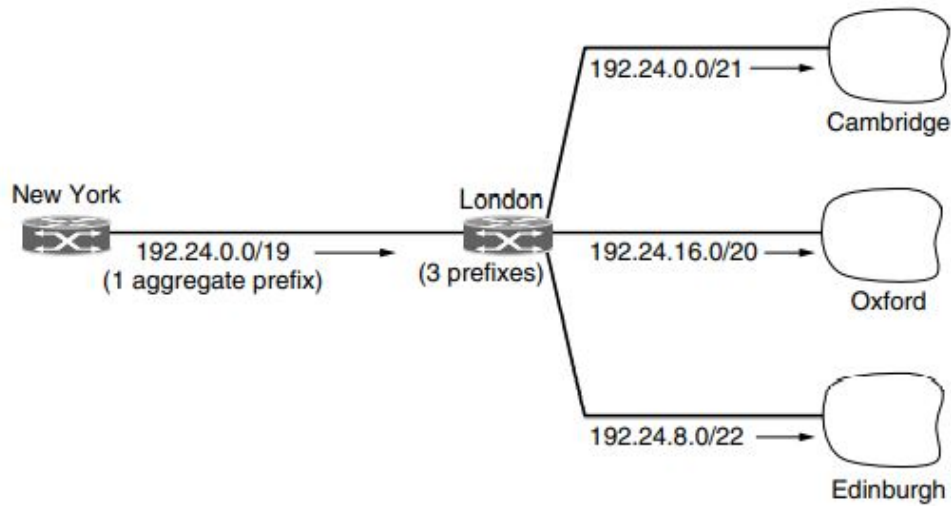 192.24.0.0/21
Cambridge
New York
London
192.24.0.0/19
(1 aggregate prefix)
(3 prefixes)
192.24.16.0/20
Oxford
192.24.8.0/22
Edinburgh